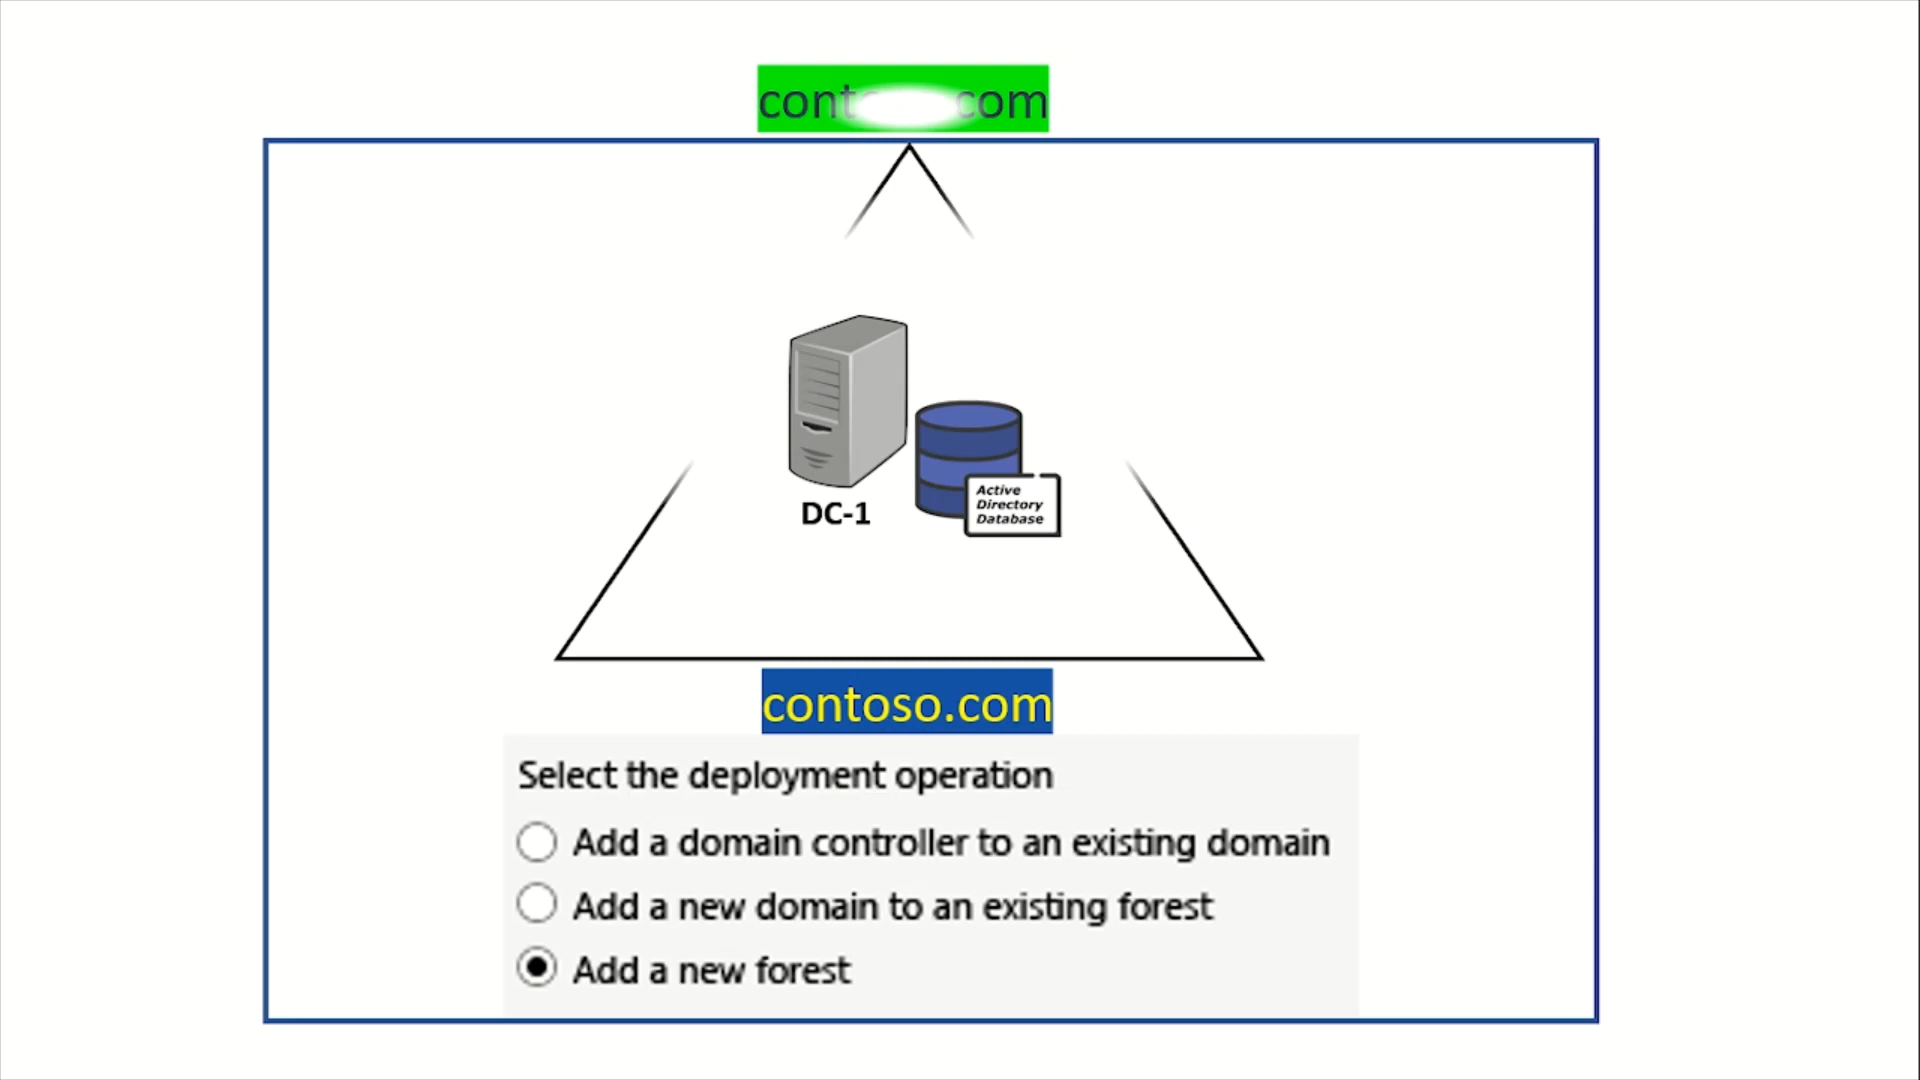 DC-1
Active
Directory
Database
contoso.com
Select the deployment operation
Add a domain controller to an existing domain
Add a new domain to an existing forest
Add a new forest